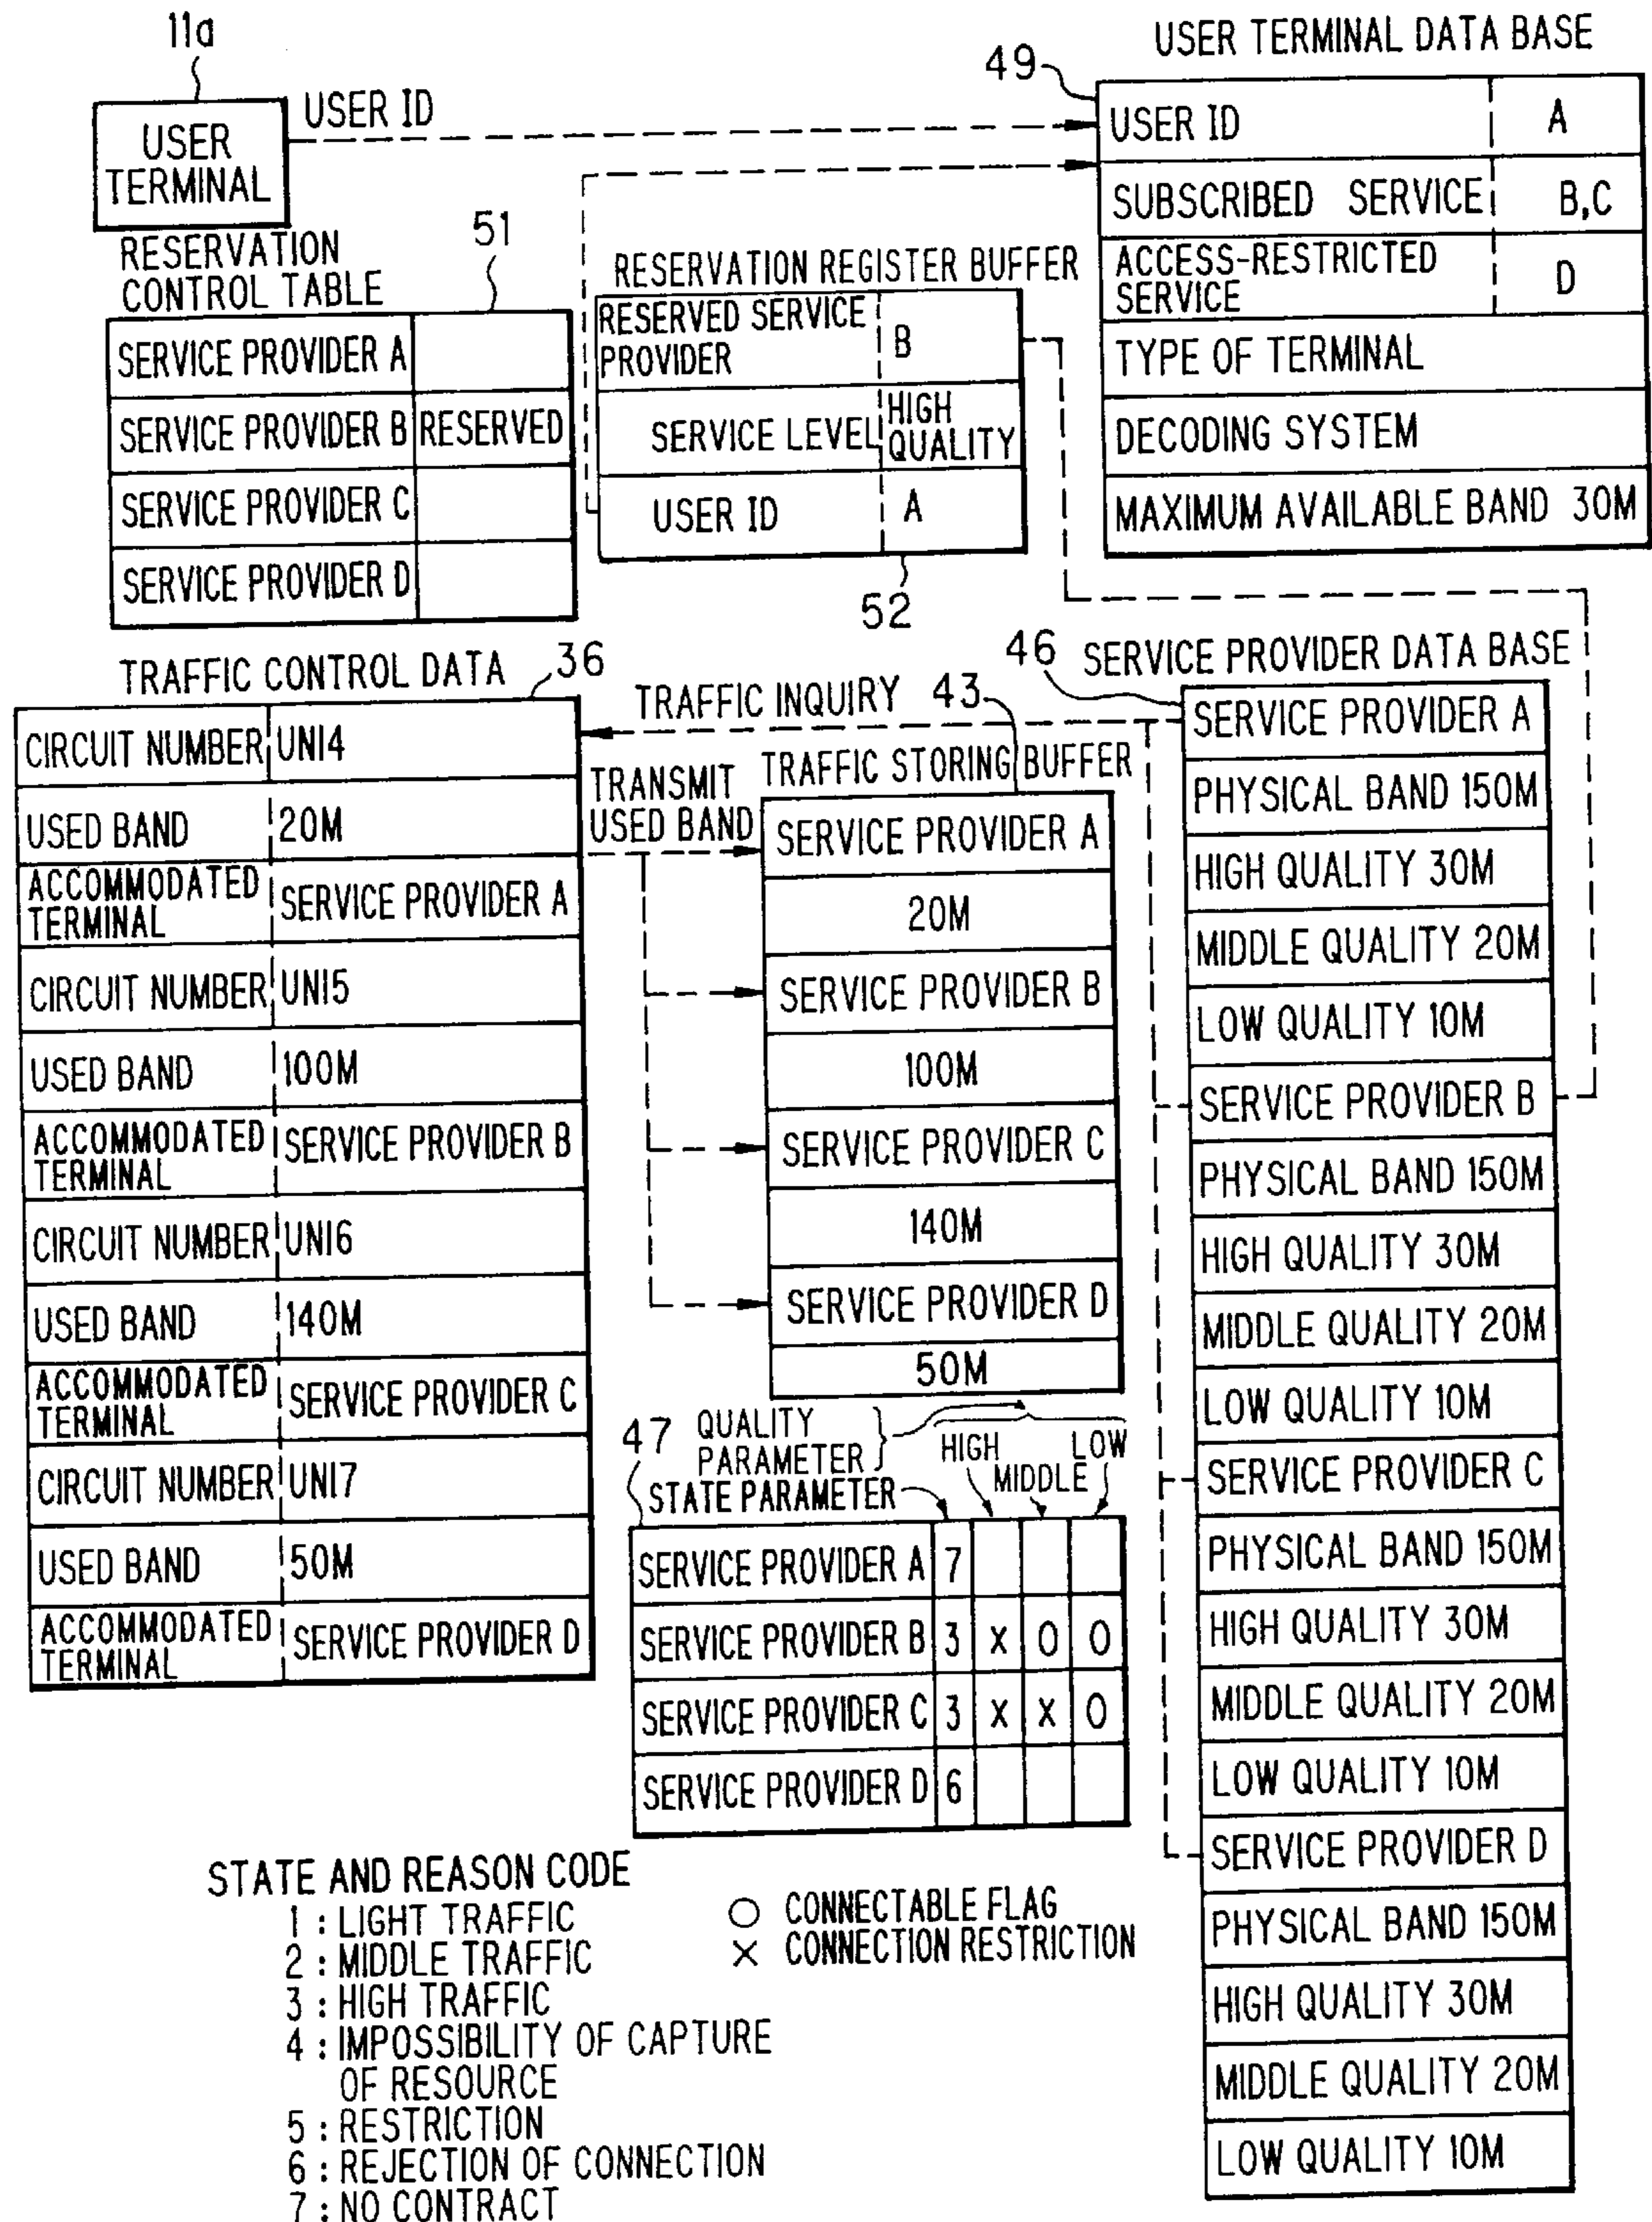 11a
USER
TERMINAL
USER ID
USER TERMINAL DATA BASE
49
USER ID A
SUBSCRIBED SERVICE B,C
ACCESS-RESTRICTED
SERVICE D
TYPE OF TERMINAL
DECODING SYSTEM
MAXIMUM AVAILABLE BAND 30M
RESERVATION
CONTROL TABLE
51
SERVICE PROVIDER A
SERVICE PROVIDER B RESERVED
SERVICE PROVIDER C
SERVICE PROVIDER D
RESERVATION REGISTER BUFFER
RESERVED SERVICE
PROVIDER B
SERVICE LEVEL HIGH
QUALITY
USER ID A
52
TRAFFIC CONTROL DATA
36
CIRCUIT NUMBER UNI4
USED BAND 20M
ACCOMMODATED
TERMINAL SERVICE PROVIDER A
CIRCUIT NUMBER UNI5
USED BAND 100M
ACCOMMODATED
TERMINAL SERVICE PROVIDER B
CIRCUIT NUMBER UNI6
USED BAND 140M
ACCOMMODATED
TERMINAL SERVICE PROVIDER C
CIRCUIT NUMBER UNI7
USED BAND 50M
ACCOMMODATED
TERMINAL SERVICE PROVIDER D
TRAFFIC INQUIRY
43
TRANSMIT
USED BAND
TRAFFIC STORING BUFFER
SERVICE PROVIDER A
20M
SERVICE PROVIDER B
100M
SERVICE PROVIDER C
140M
SERVICE PROVIDER D
50M
46
SERVICE PROVIDER DATA BASE
SERVICE PROVIDER A
PHYSICAL BAND 150M
HIGH QUALITY 30M
MIDDLE QUALITY 20M
LOW QUALITY 10M
SERVICE PROVIDER B
PHYSICAL BAND 150M
HIGH QUALITY 30M
MIDDLE QUALITY 20M
LOW QUALITY 10M
SERVICE PROVIDER C
PHYSICAL BAND 150M
HIGH QUALITY 30M
MIDDLE QUALITY 20M
LOW QUALITY 10M
SERVICE PROVIDER D
PHYSICAL BAND 150M
HIGH QUALITY 30M
MIDDLE QUALITY 20M
LOW QUALITY 10M
47
QUALITY
PARAMETER
HIGH
MIDDLE
LOW
STATE PARAMETER
SERVICE PROVIDER A 7
SERVICE PROVIDER B 3 X O O
SERVICE PROVIDER C 3 X X O
SERVICE PROVIDER D 6
STATE AND REASON CODE
1 : LIGHT TRAFFIC
2 : MIDDLE TRAFFIC
3 : HIGH TRAFFIC
4 : IMPOSSIBILITY OF CAPTURE
OF RESOURCE
5 : RESTRICTION
6 : REJECTION OF CONNECTION
7 : NO CONTRACT
O CONNECTABLE FLAG
X CONNECTION RESTRICTION